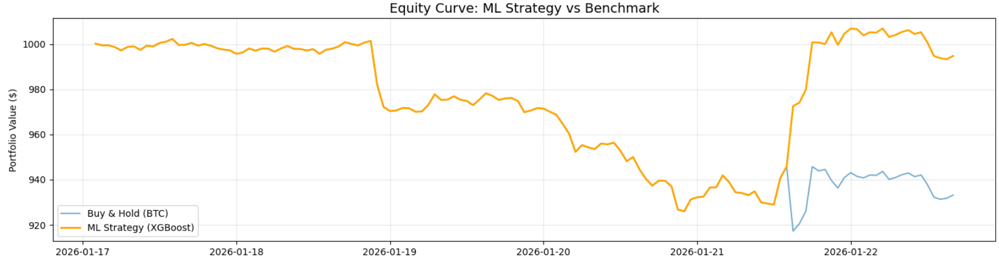 Equity Curve: ML Strategy vs Benchmark
Portfolio Value ($)
1000
980
960
940
920
Buy & Hold (BTC)
ML Strategy (XGBoost)
2026-01-17
2026-01-18
2026-01-19
2026-01-20
2026-01-21
2026-01-22